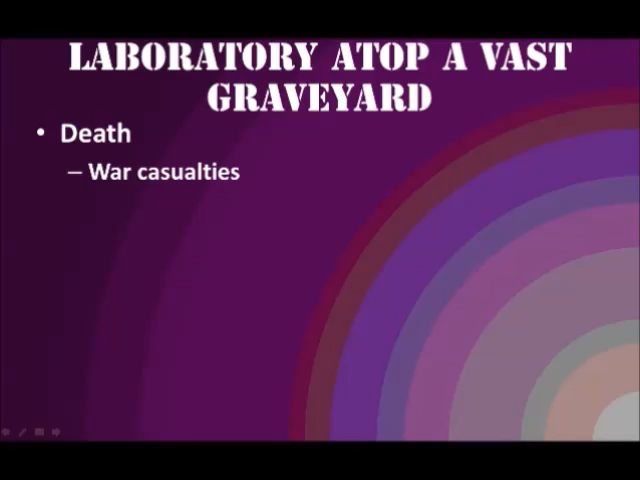 LABORATORY ATOP A VAST
GRAVEYARD
• Death
– War casualties